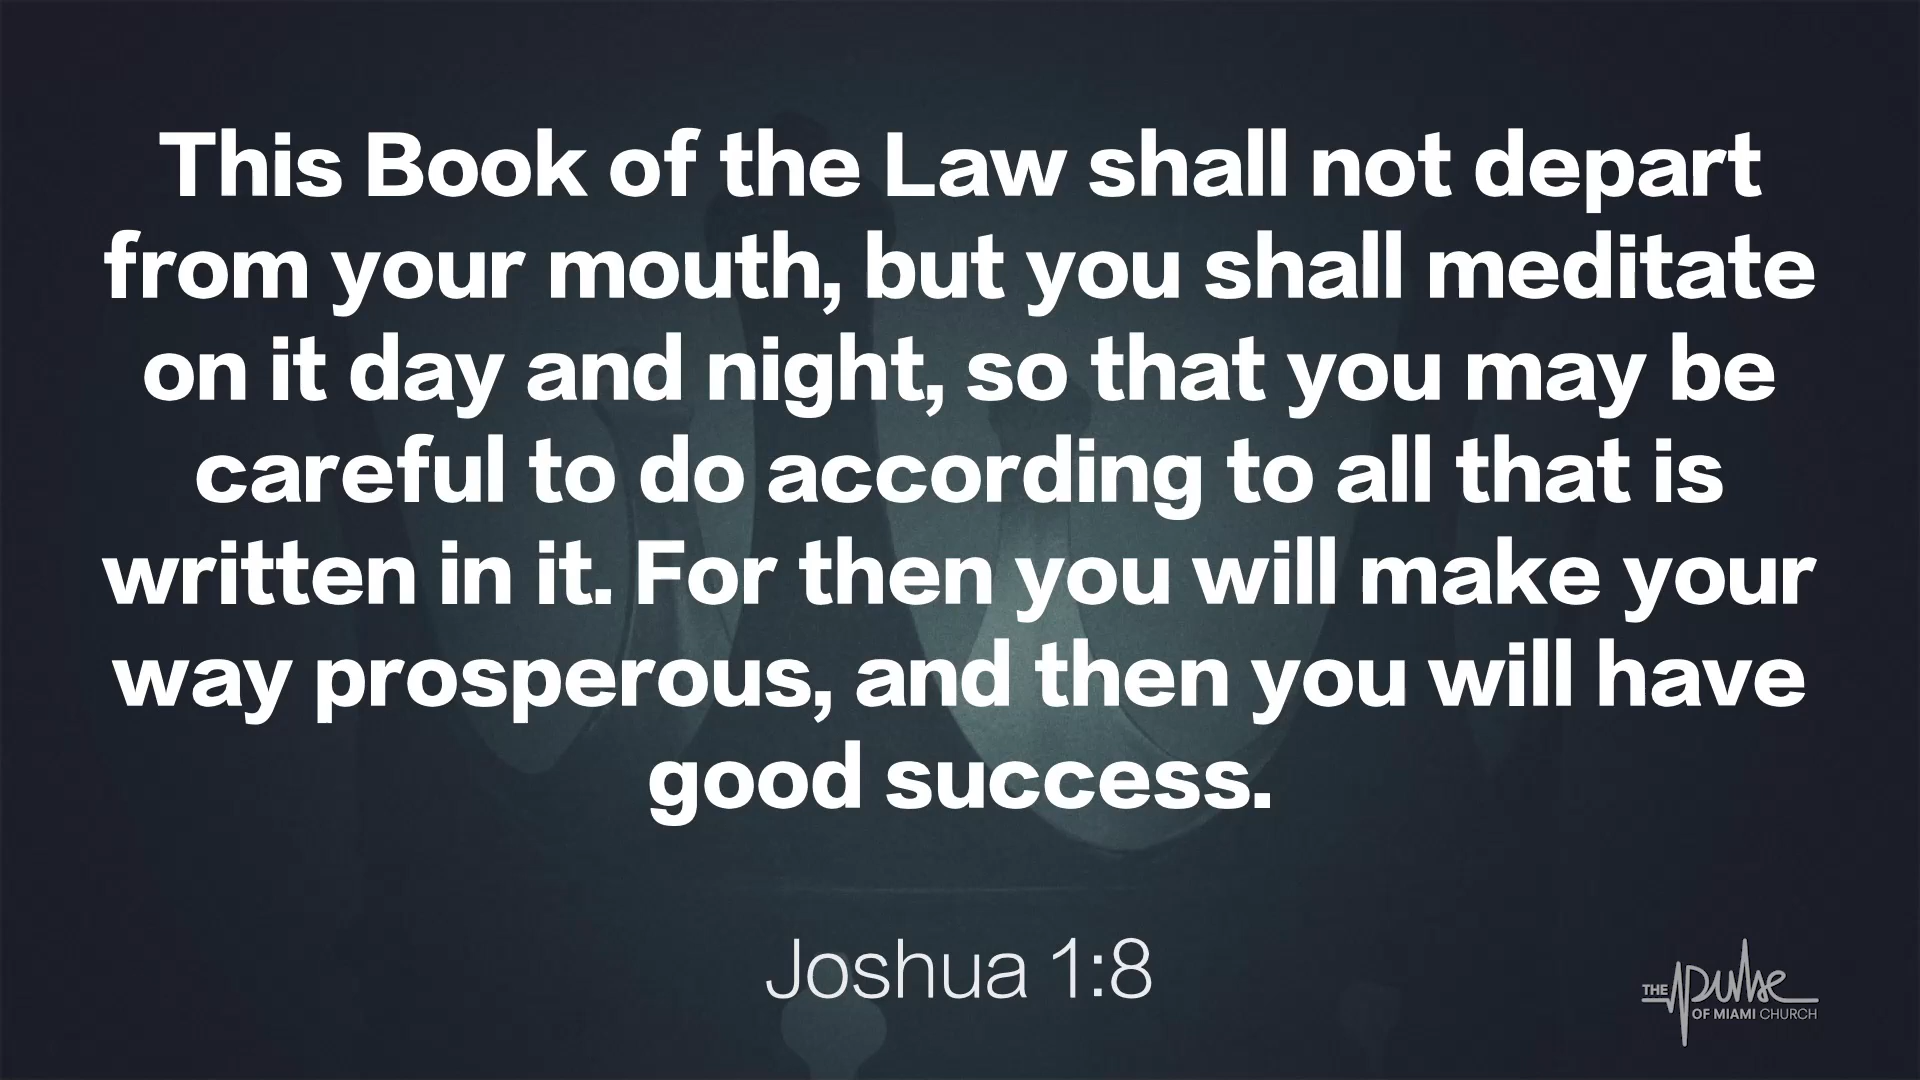 This Book of the Law shall not depart
from your mouth, but you shall meditate
on it day and night, so that you may be
careful to do according to all that is
written in it. For then you will make your
way prosperous, and then you will have
good success.
Joshua 1:8
THE pulse
OF MIAMI CHURCH